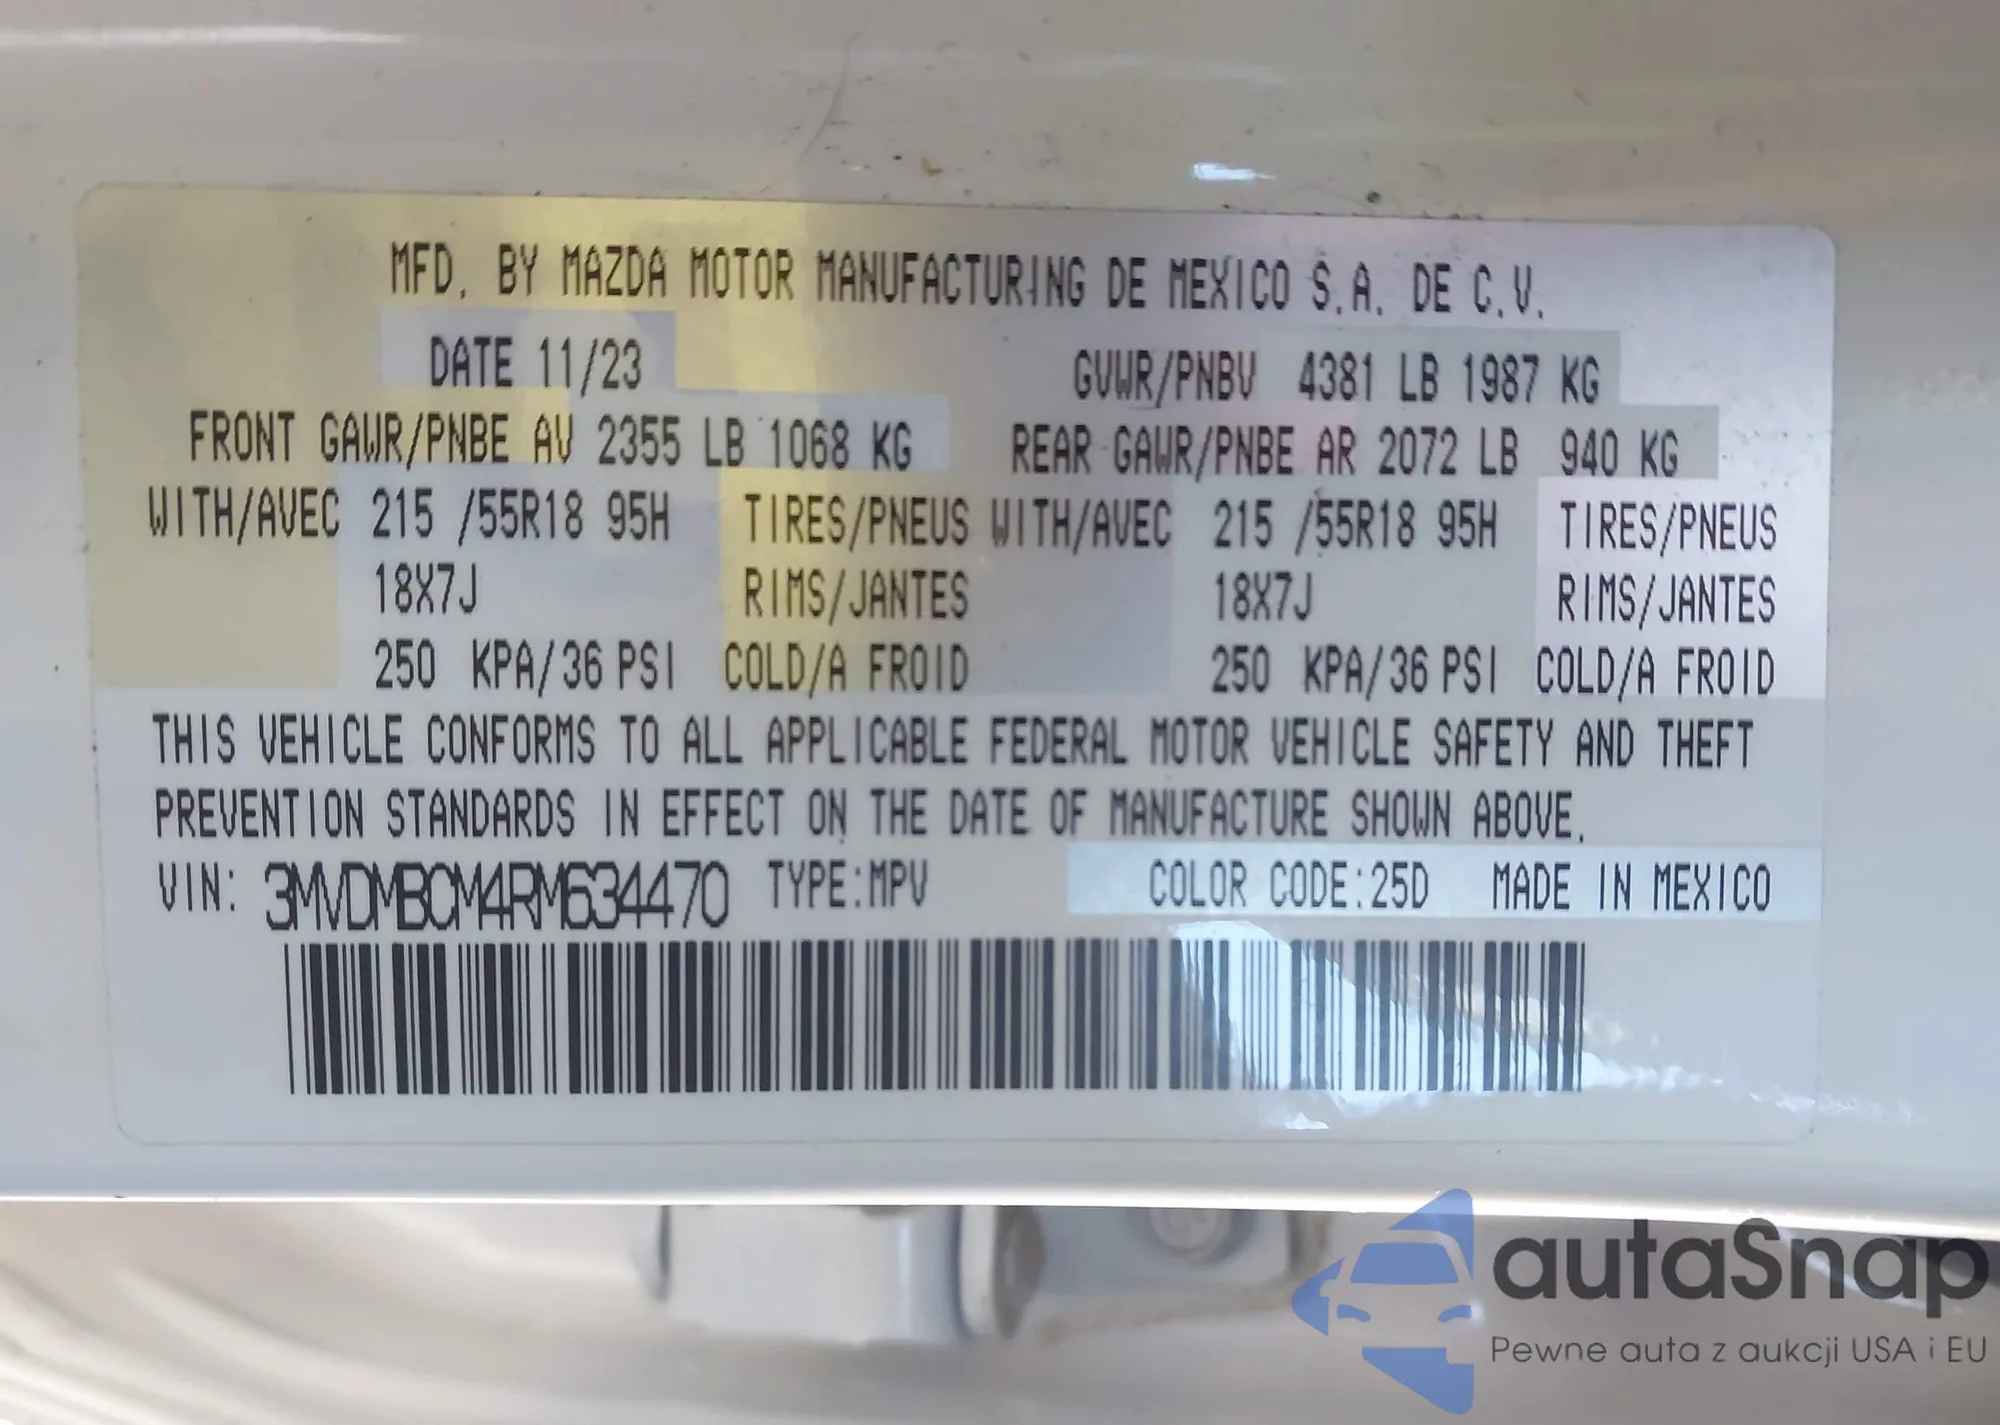 MFD. BY MAZDA MOTOR MANUFACTURING DE MEXICO S.A. DE C.V.
DATE 11/23 GVWR/PNBV 4381 LB 1987 KG
FRONT GAWR/PNBE AV 2355 LB 1068 KG REAR GAWR/PNBE AR 2072 LB 940 KG
WITH/AVEC 215 /55R18 95H TIRES/PNEUS WITH/AVEC 215 /55R18 95H TIRES/PNEUS
18X7J RIMS/JANTES 18X7J RIMS/JANTES
250 KPA/36 PSI COLD/A FROID 250 KPA/36 PSI COLD/A FROID
THIS VEHICLE CONFORMS TO ALL APPLICABLE FEDERAL MOTOR VEHICLE SAFETY AND THEFT
PREVENTION STANDARDS IN EFFECT ON THE DATE OF MANUFACTURE SHOWN ABOVE.
VIN: 3MVDMBCM4RM634470 TYPE:MPV COLOR CODE:25D MADE IN MEXICO
autaSnap
Pewne auta z aukcji USA i EU